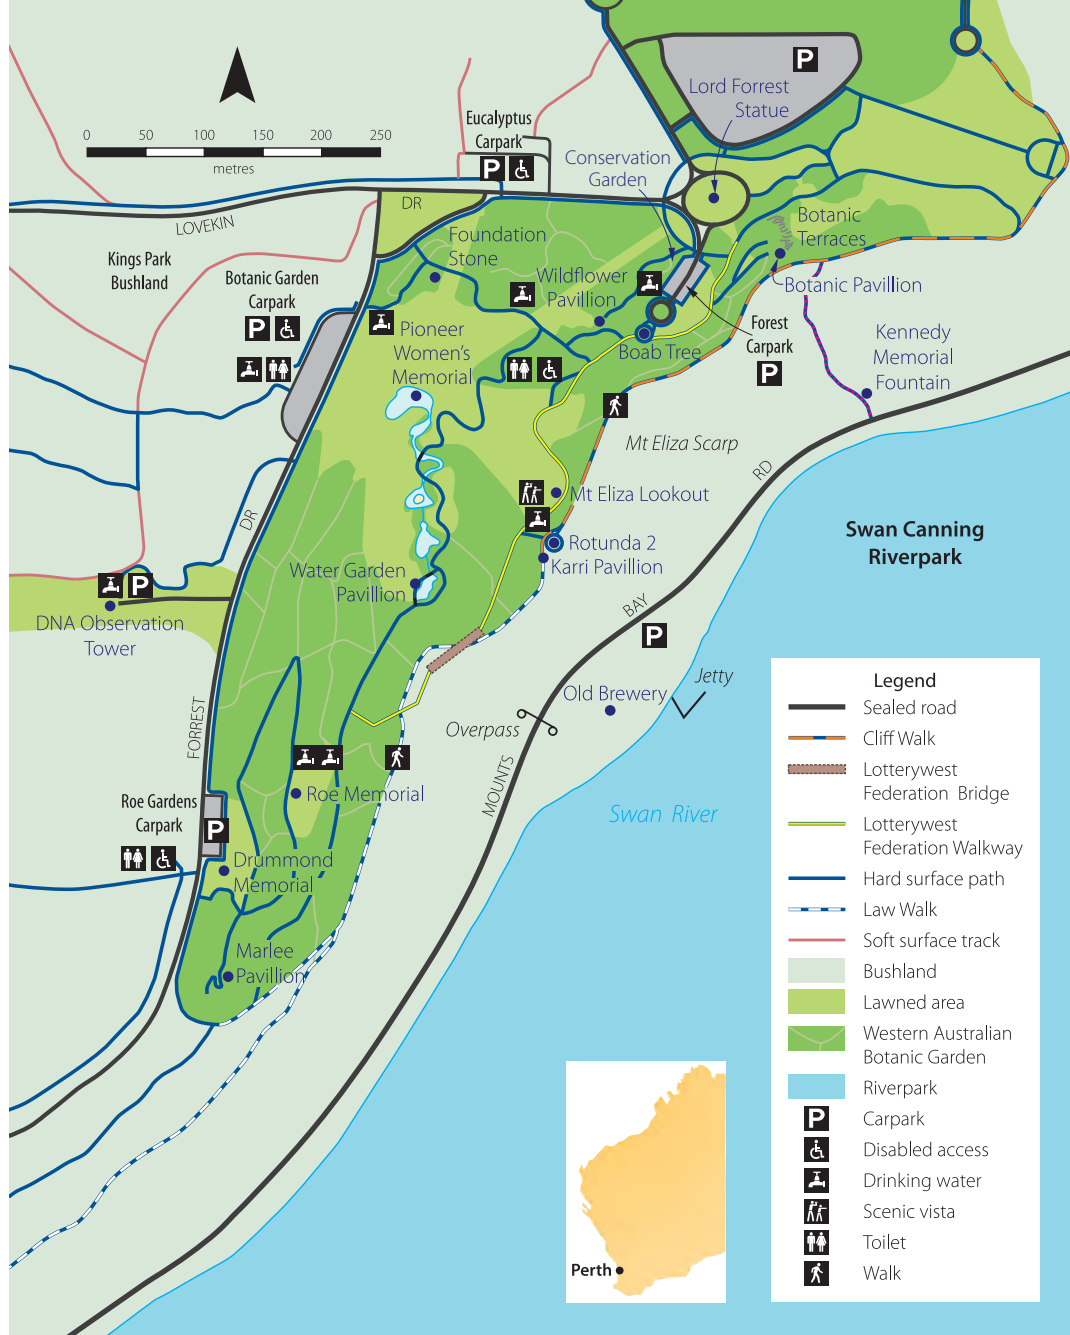 P
Lord Forrest
Statue
0 50 100 150 200 250
metres
Eucalyptus
Carpark
P
Conservation
Garden
DR
LOVEKIN
Kings Park
Bushland
Botanic Garden
Carpark
P
Foundation
Stone
Wildflower
Pavillion
Botanic
Terraces
Botanic Pavillion
Pioneer
Women's
Memorial
Boab Tree
Forest
Carpark
P
Kennedy
Memorial
Fountain
Mt Eliza Scarp
RD
Mt Eliza Lookout
DR
Rotunda 2
Karri Pavillion
Swan Canning
Riverpark
Water Garden
Pavillion
P
DNA Observation
Tower
BAY
P
Jetty
Old Brewery
Overpass
FORREST
MOUNTS
Roe Memorial
Swan River
Roe Gardens
Carpark
P
Drummond
Memorial
Marlee
Pavillion
Perth
Legend
Sealed road
Cliff Walk
Lotterywest
Federation Bridge
Lotterywest
Federation Walkway
Hard surface path
Law Walk
Soft surface track
Bushland
Lawned area
Western Australian
Botanic Garden
Riverpark
P Carpark
Disabled access
Drinking water
Scenic vista
Toilet
Walk